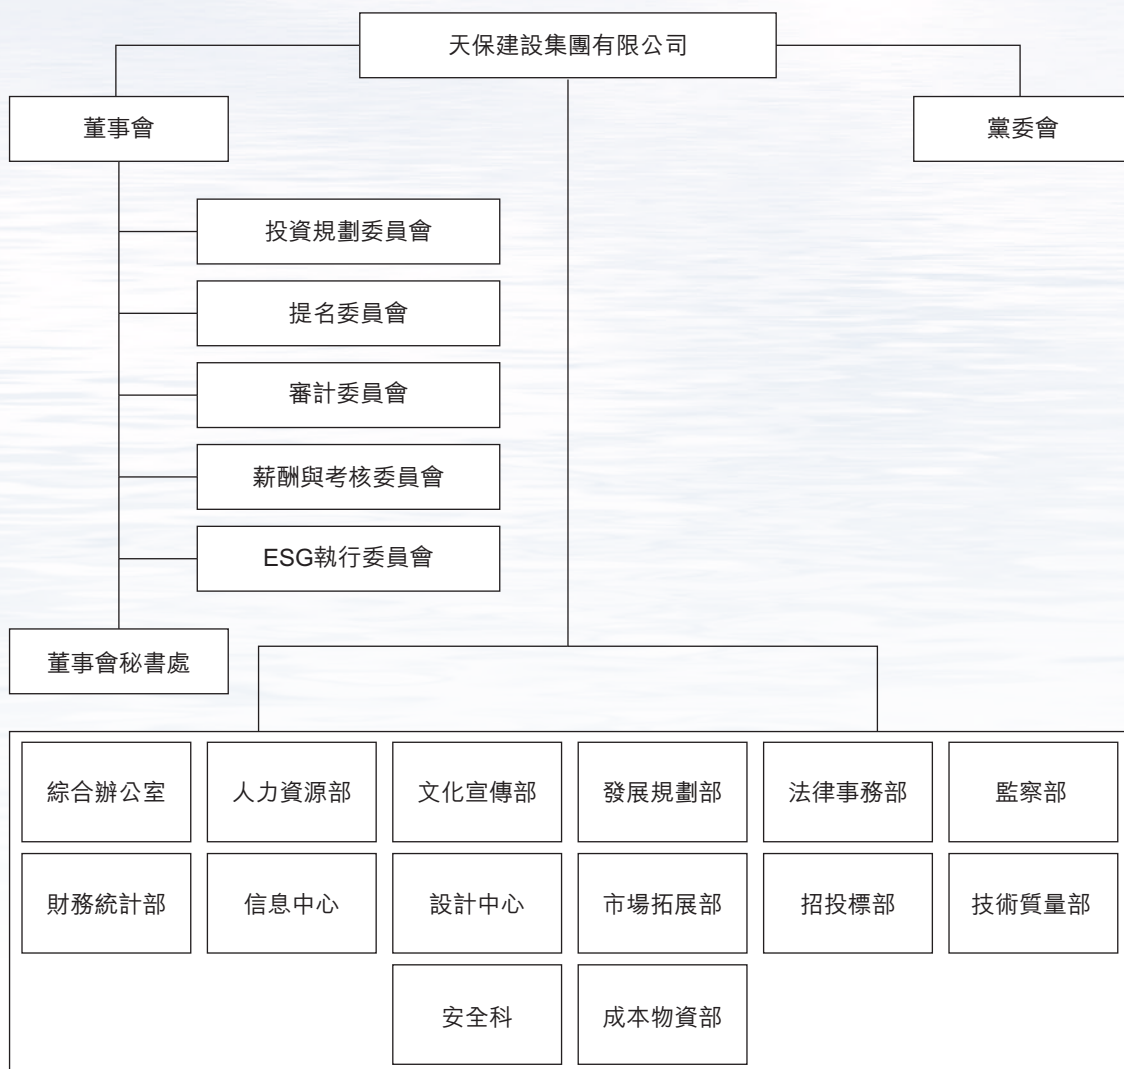 天保建設集團有限公司
董事會
黨委會
投資規劃委員會
提名委員會
審計委員會
薪酬與考核委員會
ESG執行委員會
董事會秘書處
綜合辦公室
人力資源部
文化宣傳部
發展規劃部
法律事務部
監察部
財務統計部
信息中心
設計中心
市場拓展部
招投標部
技術質量部
安全科
成本物資部